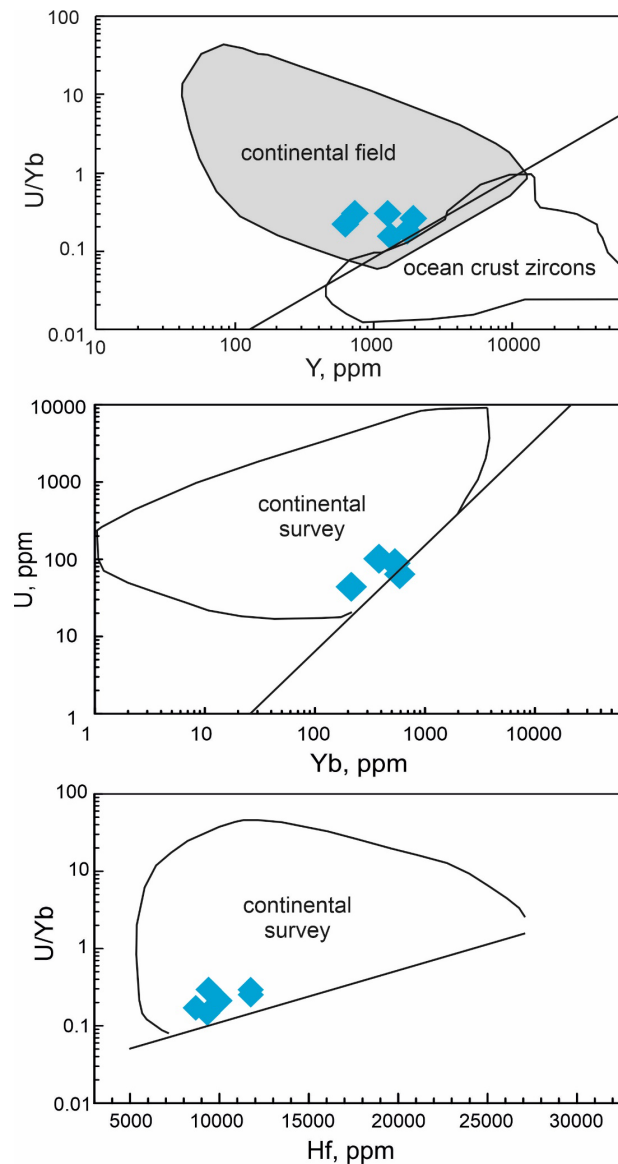 100
10
1
0.1
0.01
U/Yb
continental field
ocean crust zircons
10
100
1000
10000
Y, ppm
10000
1000
100
10
1
U, ppm
continental
survey
1
10
100
1000
10000
Yb, ppm
100
10
1
0.1
0.01
U/Yb
continental
survey
5000
10000
15000
20000
25000
30000
Hf, ppm